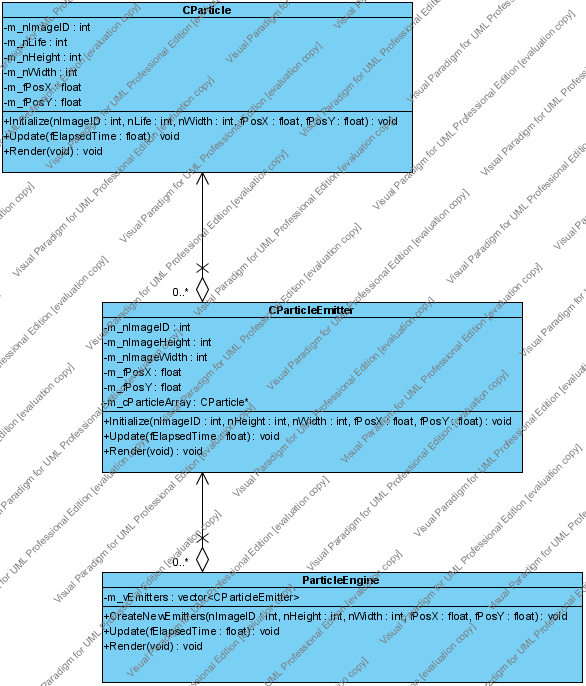 CParticle
-m_nImageID : int
-m_nLife : int
-m_nHeight : int
-m_nWidth : int
-m_fPosX : float
-m_fPosY : float
+Initialize(nImageID : int, nLife : int, nWidth : int, fPosX : float, fPosY : float) : void
+Update(fElapsedTime : float) : void
+Render(void) : void
0..*
CParticleEmitter
-m_nImageID : int
-m_nImageHeight : int
-m_nImageWidth : int
-m_fPosX : float
-m_fPosY : float
-m_cParticleArray : CParticle*
+Initialize(nImageID : int, nHeight : int, nWidth : int, fPosX : float, fPosY : float) : void
+Update(fElapsedTime : float) : void
+Render(void) : void
0..*
ParticleEngine
-m_vEmitters : vector<CParticleEmitter>
+CreateNewEmitters(nImageID : int, nHeight : int, nWidth : int, fPosX : float, fPosY : float) : void
+Update(fElapsedTime : float) : void
+Render(void) : void
Visual Paradigm for UML Professional Edition [evaluation copy]